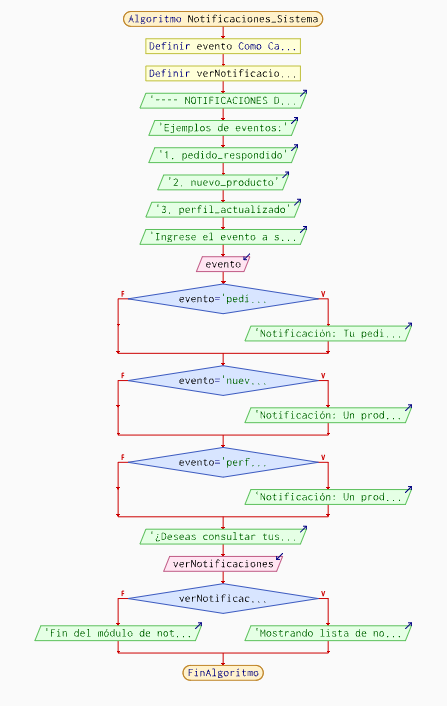 Algoritmo Notificaciones_Sistema
Definir evento Como Ca...
Definir verNotificacio...
'---- NOTIFICACIONES D...
'Ejemplos de eventos:'
'1. pedido_respondido'
'2. nuevo_producto'
'3. perfil_actualizado'
'Ingrese el evento a s...
evento
F evento='pedi... V
'Notificación: Tu pedi...
F evento='nuev... V
'Notificación: Un prod...
F evento='perf... V
'Notificación: Un prod...
'¿Deseas consultar tus...
verNotificaciones
F verNotificac... V
'Fin del módulo de not... 'Mostrando lista de no...
FinAlgoritmo